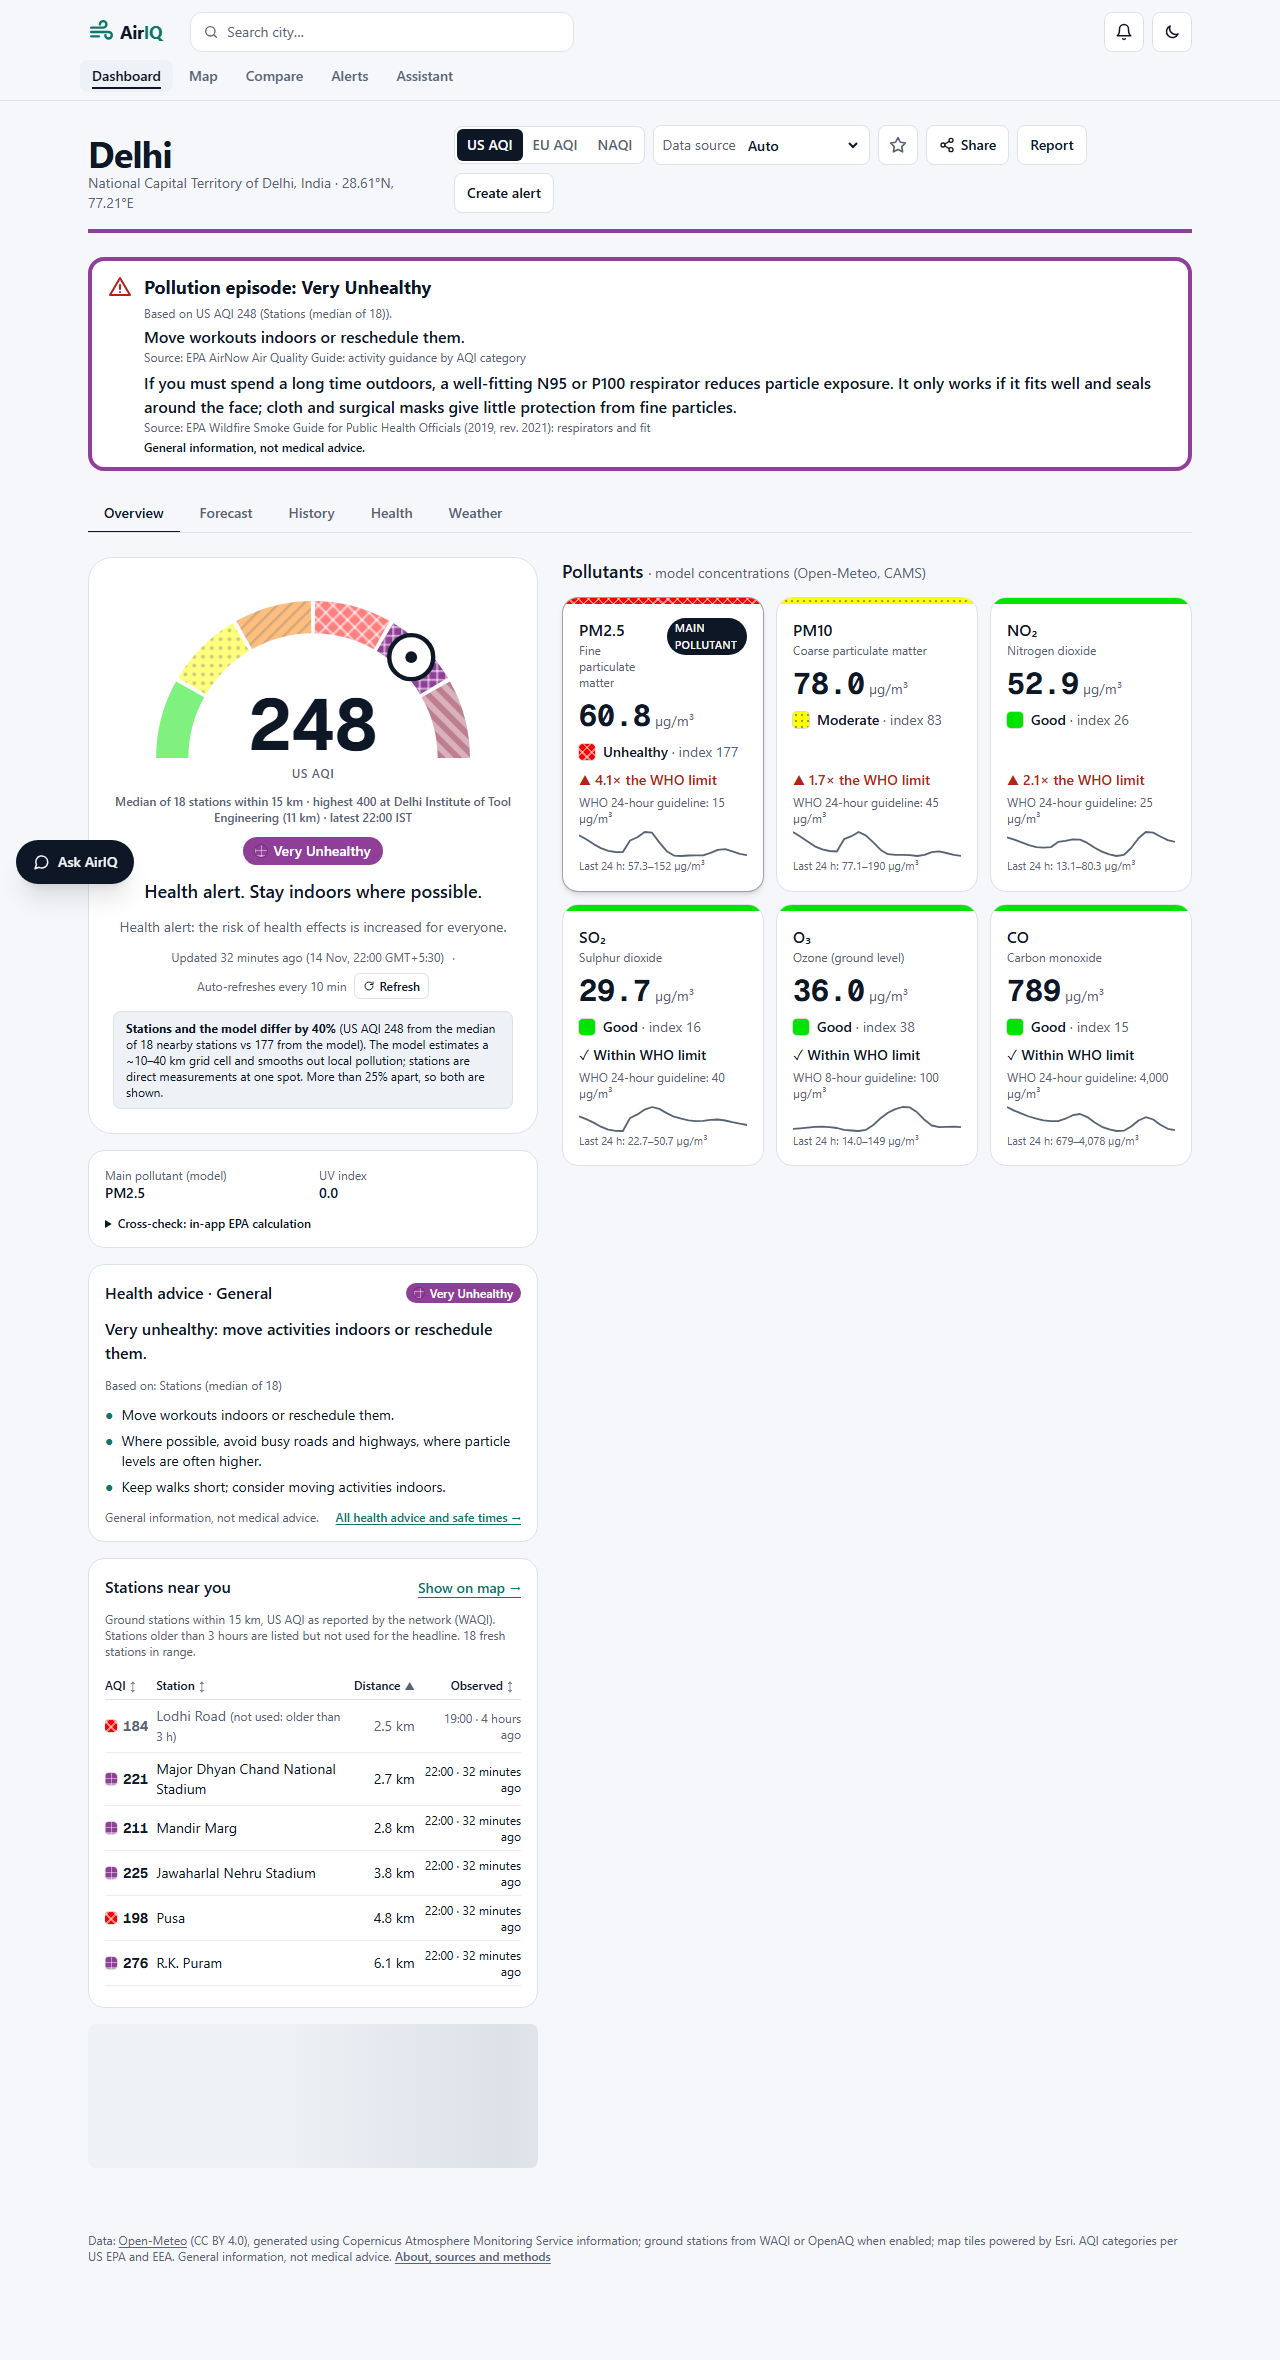 AirIQ
Search city...
Dashboard
Map
Compare
Alerts
Assistant
Delhi
National Capital Territory of Delhi, India · 28.61°N,
77.21°E
US AQI
EU AQI
NAQI
Data source
Auto
Share
Report
Create alert
Pollution episode: Very Unhealthy
Based on US AQI 248 (Stations (median of 18)).
Move workouts indoors or reschedule them.
Source: EPA AirNow Air Quality Guide: activity guidance by AQI category
If you must spend a long time outdoors, a well-fitting N95 or P100 respirator reduces particle exposure. It only works if it fits well and seals
around the face; cloth and surgical masks give little protection from fine particles.
Source: EPA Wildfire Smoke Guide for Public Health Officials (2019, rev. 2021): respirators and fit
General information, not medical advice.
Overview
Forecast
History
Health
Weather
248
US AQI
Median of 18 stations within 15 km · highest 400 at Delhi Institute of Tool
Engineering (11 km) · latest 22:00 IST
Very Unhealthy
Ask AirIQ
Health alert. Stay indoors where possible.
Health alert: the risk of health effects is increased for everyone.
Updated 32 minutes ago (14 Nov, 22:00 GMT+5:30) ·
Auto-refreshes every 10 min
Refresh
Stations and the model differ by 40% (US AQI 248 from the median
of 18 nearby stations vs 177 from the model). The model estimates a
~10–40 km grid cell and smooths out local pollution; stations are
direct measurements at one spot. More than 25% apart, so both are
shown.
Main pollutant (model)
PM2.5
UV index
0.0
Cross-check: in-app EPA calculation
Health advice · General
Very Unhealthy
Very unhealthy: move activities indoors or reschedule
them.
Based on: Stations (median of 18)
Move workouts indoors or reschedule them.
Where possible, avoid busy roads and highways, where particle
levels are often higher.
Keep walks short; consider moving activities indoors.
General information, not medical advice.
All health advice and safe times →
Stations near you
Show on map →
Ground stations within 15 km, US AQI as reported by the network (WAQI).
Stations older than 3 hours are listed but not used for the headline. 18 fresh
stations in range.
AQI ↕ Station ↕ Distance ▲ Observed ↕
184 Lodhi Road (not used: older than 3 h) 2.5 km 19:00 · 4 hours ago
221 Major Dhyan Chand National Stadium 2.7 km 22:00 · 32 minutes ago
211 Mandir Marg 2.8 km 22:00 · 32 minutes ago
225 Jawaharlal Nehru Stadium 3.8 km 22:00 · 32 minutes ago
198 Pusa 4.8 km 22:00 · 32 minutes ago
276 R.K. Puram 6.1 km 22:00 · 32 minutes ago
Pollutants · model concentrations (Open-Meteo, CAMS)
PM2.5
MAIN
POLLUTANT
Fine
particulate
matter
60.8 µg/m³
Unhealthy · index 177
▲ 4.1× the WHO limit
WHO 24-hour guideline: 15
µg/m³
Last 24 h: 57.3–152 µg/m³
PM10
Coarse particulate matter
78.0 µg/m³
Moderate · index 83
▲ 1.7× the WHO limit
WHO 24-hour guideline: 45
µg/m³
Last 24 h: 77.1–190 µg/m³
NO₂
Nitrogen dioxide
52.9 µg/m³
Good · index 26
▲ 2.1× the WHO limit
WHO 24-hour guideline: 25
µg/m³
Last 24 h: 13.1–80.3 µg/m³
SO₂
Sulphur dioxide
29.7 µg/m³
Good · index 16
✓ Within WHO limit
WHO 24-hour guideline: 40
µg/m³
Last 24 h: 22.7–50.7 µg/m³
O₃
Ozone (ground level)
36.0 µg/m³
Good · index 38
✓ Within WHO limit
WHO 8-hour guideline: 100
µg/m³
Last 24 h: 14.0–149 µg/m³
CO
Carbon monoxide
789 µg/m³
Good · index 15
✓ Within WHO limit
WHO 24-hour guideline: 4,000
µg/m³
Last 24 h: 679–4,078 µg/m³
Data: Open-Meteo (CC BY 4.0), generated using Copernicus Atmosphere Monitoring Service information; ground stations from WAQI or OpenAQ when enabled; map tiles powered by Esri. AQI categories per
US EPA and EEA. General information, not medical advice. About, sources and methods